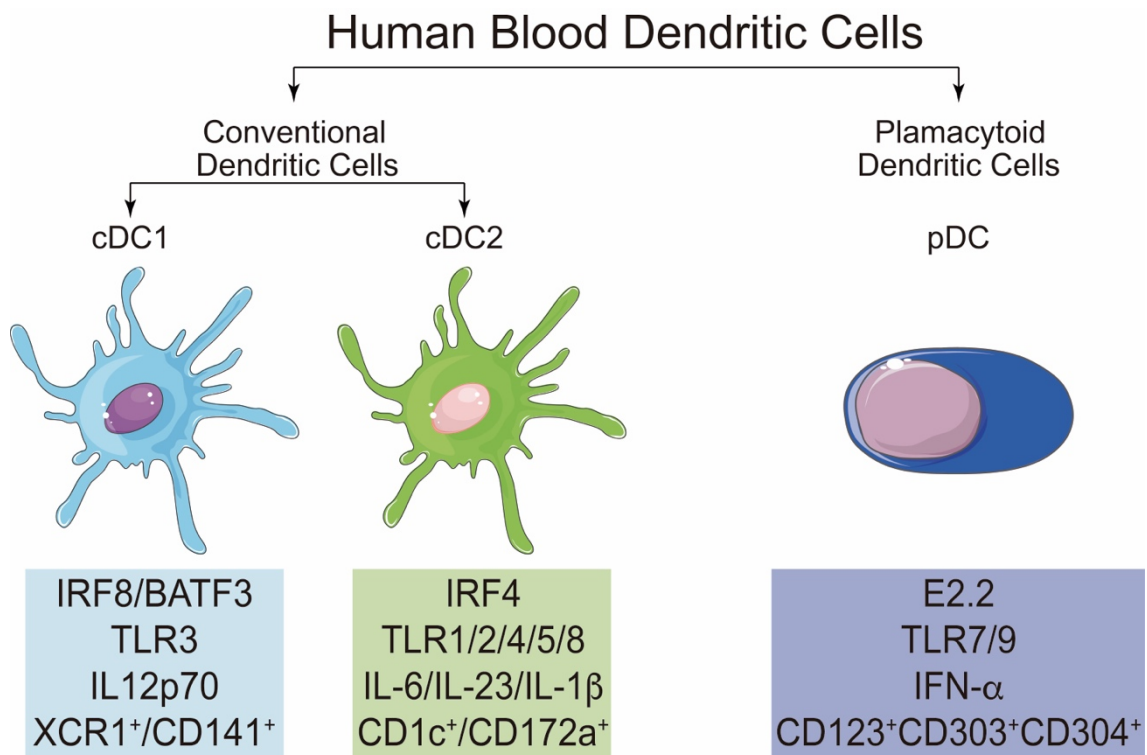 Human Blood Dendritic Cells
Conventional
Dendritic Cells
Plamacytoid
Dendritic Cells
cDC1
cDC2
pDC
IRF8/BATF3
TLR3
IL12p70
XCR1⁺/CD141⁺
IRF4
TLR1/2/4/5/8
IL-6/IL-23/IL-1β
CD1c⁺/CD172a⁺
E2.2
TLR7/9
IFN-α
CD123⁺CD303⁺CD304⁺